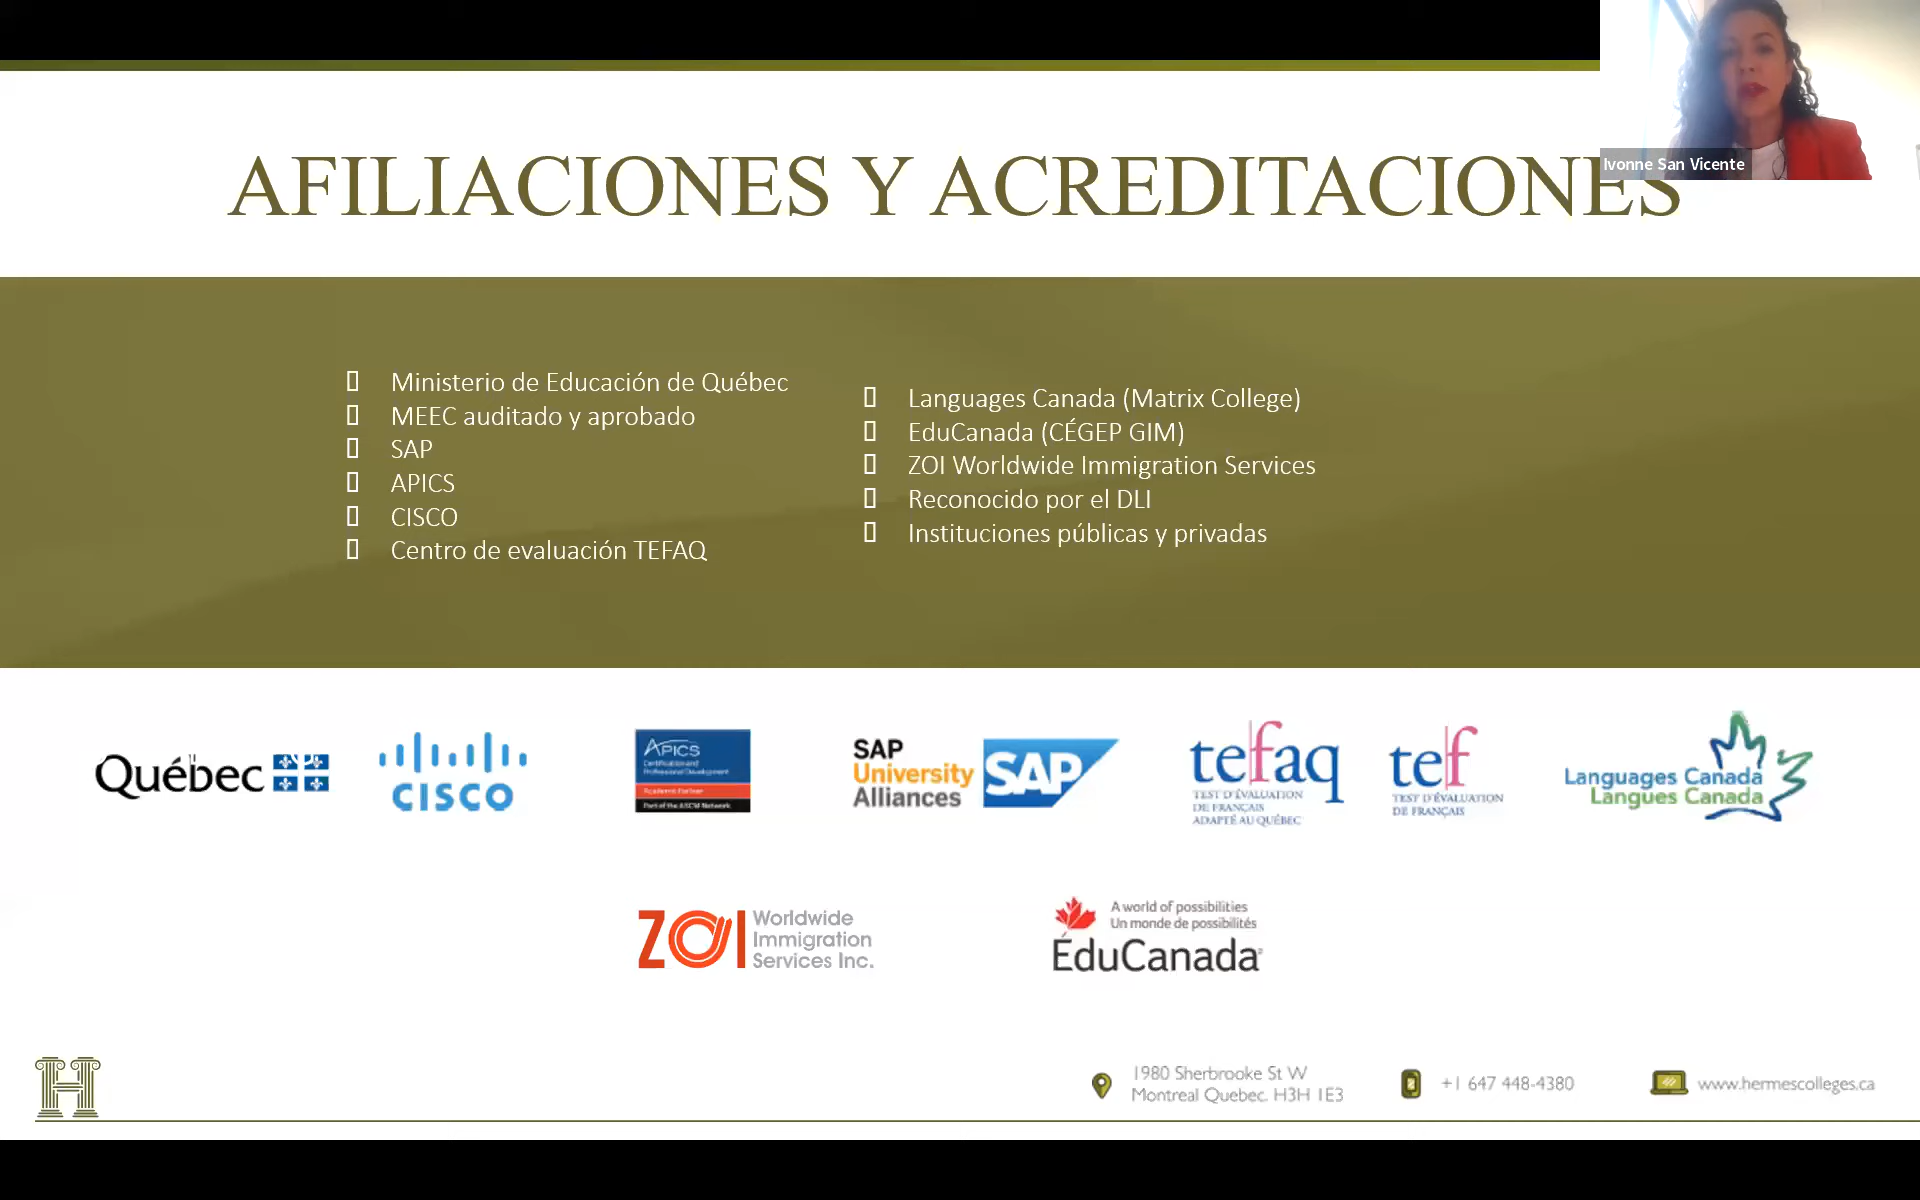 Ivonne San Vicente
AFILIACIONES Y ACREDITACIONES
Ministerio de Educación de Québec
MEEC auditado y aprobado
SAP
APICS
CISCO
Centro de evaluación TEFAQ
Languages Canada (Matrix College)
EduCanada (CÉGEP GIM)
ZOI Worldwide Immigration Services
Reconocido por el DLI
Instituciones públicas y privadas
Québec
CISCO
APICS
Certification and
Professional Development
Academic Partner
Part of the ASCM Network
SAP
University
Alliances
SAP
tefaq
TEST D'ÉVALUATION
DE FRANÇAIS
ADAPTÉ AU QUÉBEC
tef
TEST D'ÉVALUATION
DE FRANÇAIS
Languages Canada
Langues Canada
ZOI
Worldwide
Immigration
Services Inc.
A world of possibilities
Un monde de possibilités
ÉduCanada
H
1980 Sherbrooke St W
Montreal Quebec. H3H 1E3
+1 647 448-4380
www.hermescolleges.ca